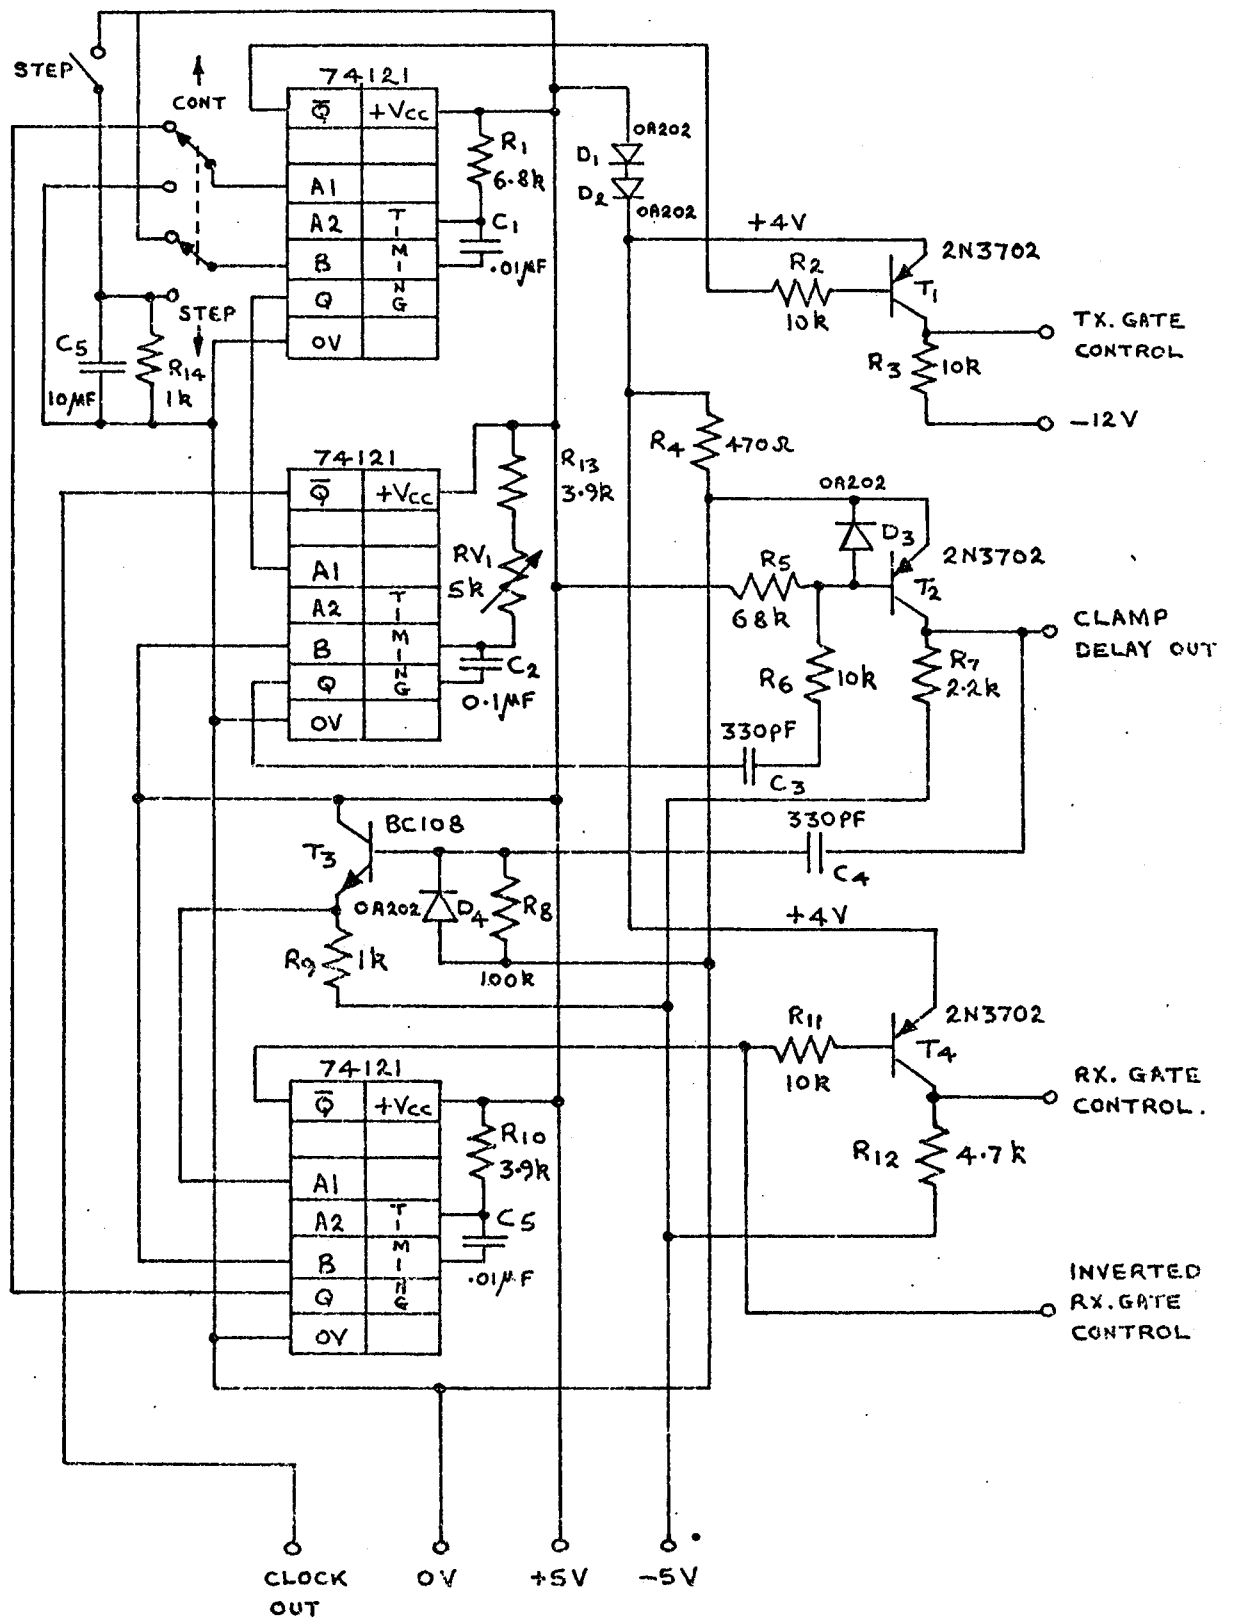 STEP
CONT
STEP
C5
10µF
R14
1k
74121
Q̅
+Vcc
A1
A2
B
Q
0V
TIMING
R1
6.8k
C1
.01µF
OA202
D1
D2
OA202
+4V
2N3702
R2
10k
T1
TX. GATE
CONTROL
R3
10k
-12V
R4
470Ω
74121
Q̅
+Vcc
A1
A2
B
Q
0V
TIMING
R13
3.9k
RV1
5k
C2
0.1µF
OA202
D3
2N3702
R5
68k
T2
CLAMP
DELAY OUT
R6
10k
R7
2.2k
330PF
C3
330PF
C4
BC108
T3
OA202
D4
R8
100k
R9
1k
+4V
2N3702
R11
10k
T4
RX. GATE
CONTROL.
R12
4.7k
74121
Q̅
+Vcc
A1
A2
B
Q
0V
TIMING
R10
3.9k
C5
.01µF
INVERTED
RX. GATE
CONTROL
CLOCK
OUT
0V
+5V
-5V